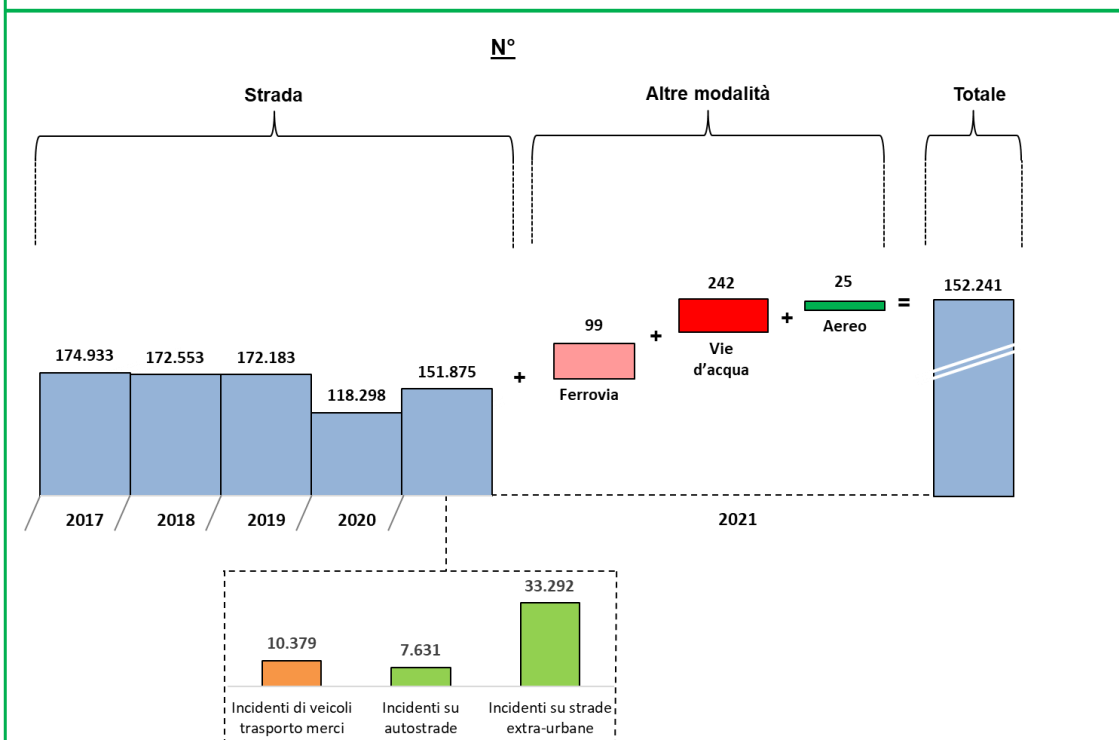 N°
Strada
Altre modalità
Totale
174.933
172.553
172.183
118.298
151.875
+
99
Ferrovia
+
242
Vie
d’acqua
+
25
Aereo
=
152.241
2017
2018
2019
2020
2021
10.379
7.631
33.292
Incidenti di veicoli
trasporto merci
Incidenti su
autostrade
Incidenti su strade
extra-urbane